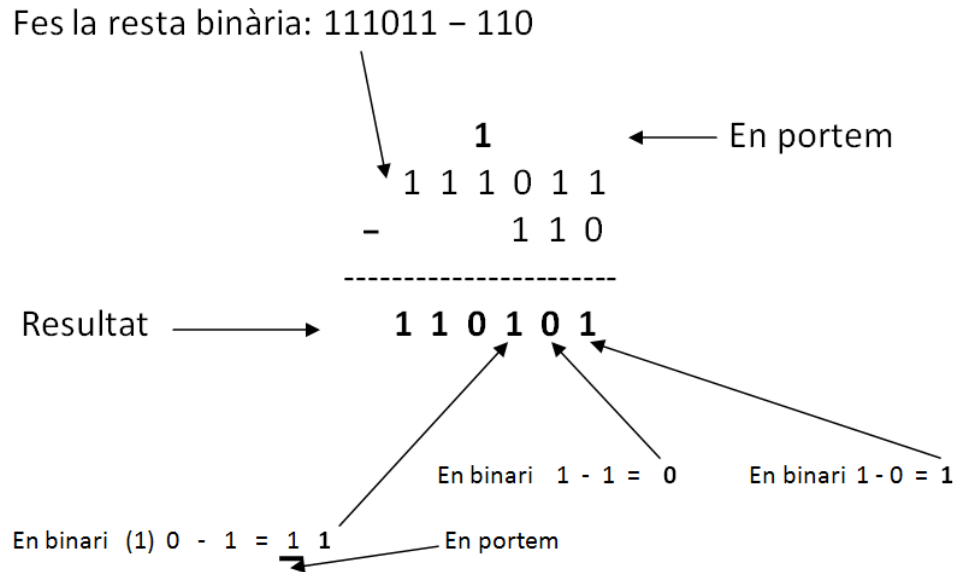 Fes la resta binària: 111011 – 110
1 En portem
1 1 1 0 1 1
– 1 1 0
-----------------------
Resultat 1 1 0 1 0 1
En binari 1 - 1 = 0 En binari 1 - 0 = 1
En binari (1) 0 - 1 = 1 1 En portem